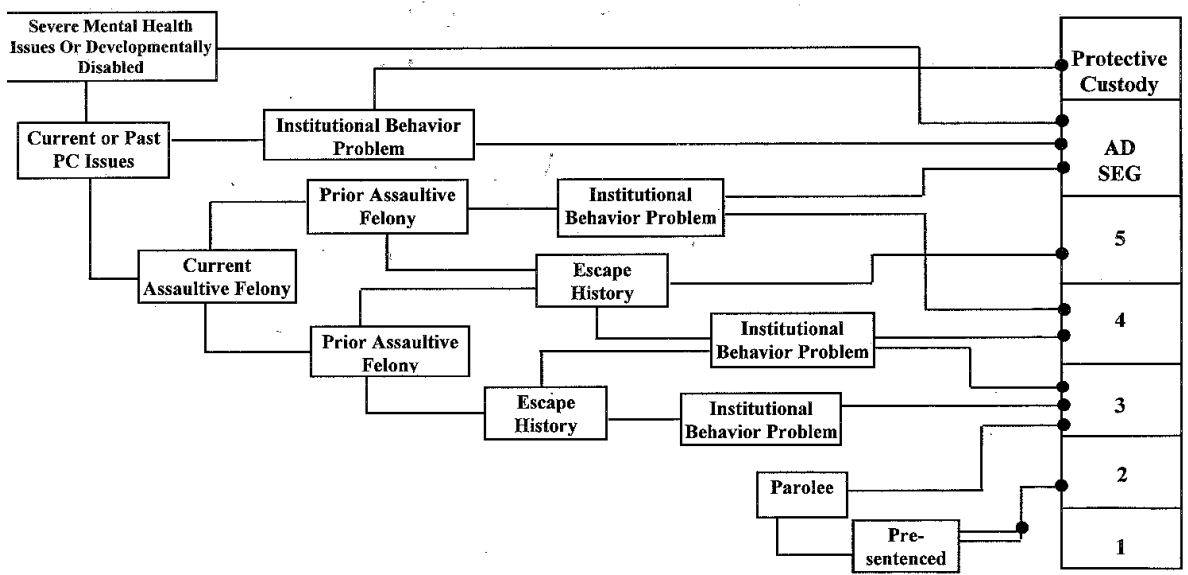 Severe Mental Health
Issues Or Developmentally
Disabled
Protective
Custody
Current or Past
PC Issues
Institutional Behavior
Problem
AD
SEG
Prior Assaultive
Felony
Institutional
Behavior Problem
5
Current
Assaultive Felony
Escape
History
4
Prior Assaultive
Felony
Institutional
Behavior Problem
Escape
History
Institutional
Behavior Problem
3
Parolee
2
Pre-
sentenced
1